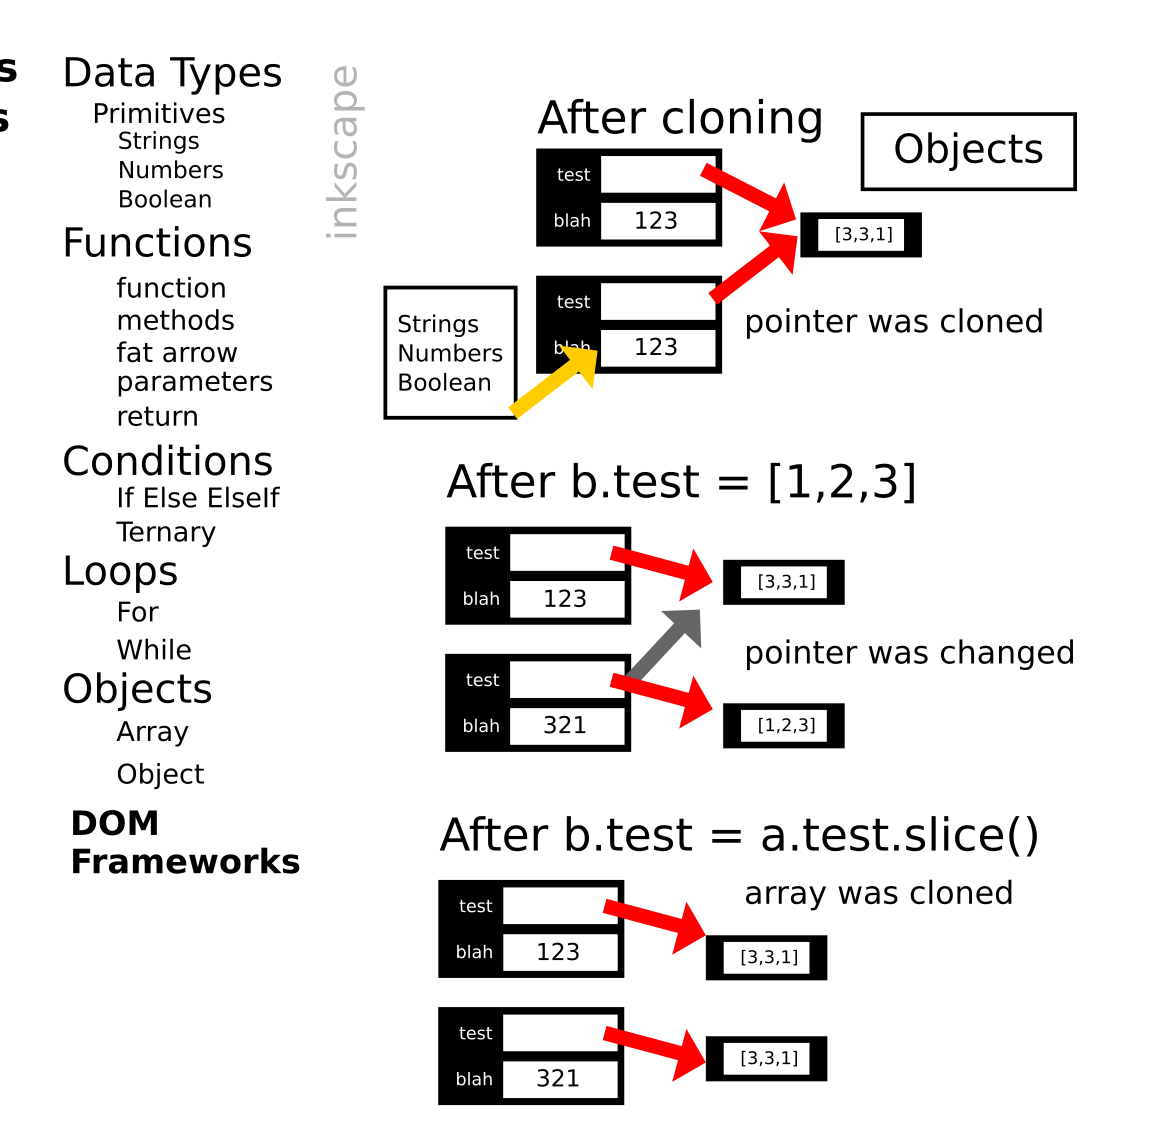 s
s
Data Types
Primitives
Strings
Numbers
Boolean
Functions
function
methods
fat arrow
parameters
return
Conditions
If Else ElseIf
Ternary
Loops
For
While
Objects
Array
Object
DOM
Frameworks
inkscape
After cloning
Objects
test
blah 123
[3,3,1]
test
blah 123
pointer was cloned
Strings
Numbers
Boolean
After b.test = [1,2,3]
test
blah 123
[3,3,1]
pointer was changed
test
blah 321
[1,2,3]
After b.test = a.test.slice()
array was cloned
test
blah 123
[3,3,1]
test
blah 321
[3,3,1]